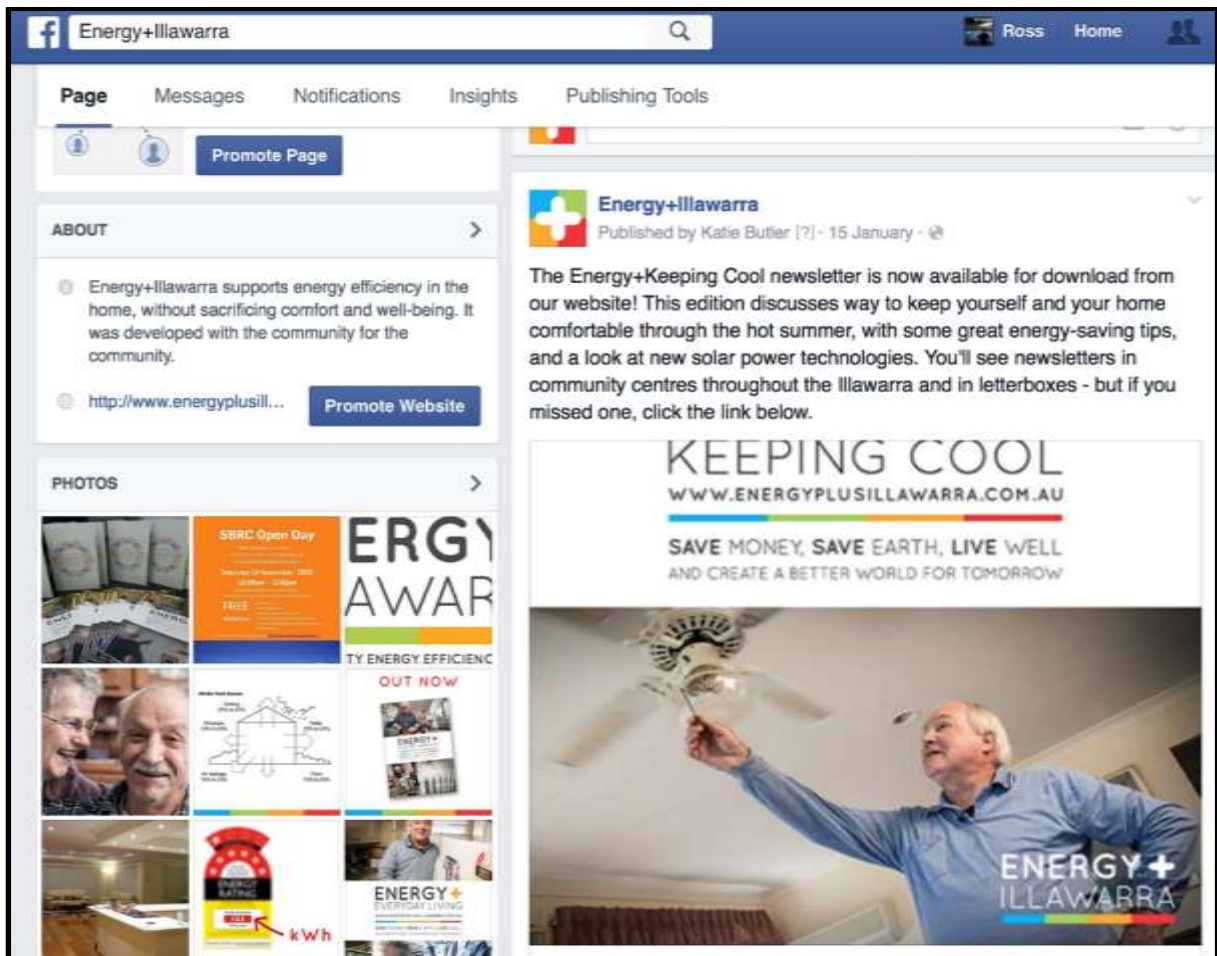 Energy+Illawarra
Ross Home
Page Messages Notifications Insights Publishing Tools
Promote Page
ABOUT
Energy+Illawarra supports energy efficiency in the
home, without sacrificing comfort and well-being. It
was developed with the community for the
community.
http://www.energyplusill...
Promote Website
PHOTOS
SBRC Open Day
FREE
ERGY
AWAR
TY ENERGY EFFICIENC
OUT NOW
ENERGY+
ENERGY
RATING
kWh
ENERGY+
EVERYDAY LIVING
Energy+Illawarra
Published by Katie Butler [?] · 15 January ·
The Energy+Keeping Cool newsletter is now available for download from
our website! This edition discusses way to keep yourself and your home
comfortable through the hot summer, with some great energy-saving tips,
and a look at new solar power technologies. You'll see newsletters in
community centres throughout the Illawarra and in letterboxes - but if you
missed one, click the link below.
KEEPING COOL
WWW.ENERGYPLUSILLAWARRA.COM.AU
SAVE MONEY, SAVE EARTH, LIVE WELL
AND CREATE A BETTER WORLD FOR TOMORROW
ENERGY+
ILLAWARRA